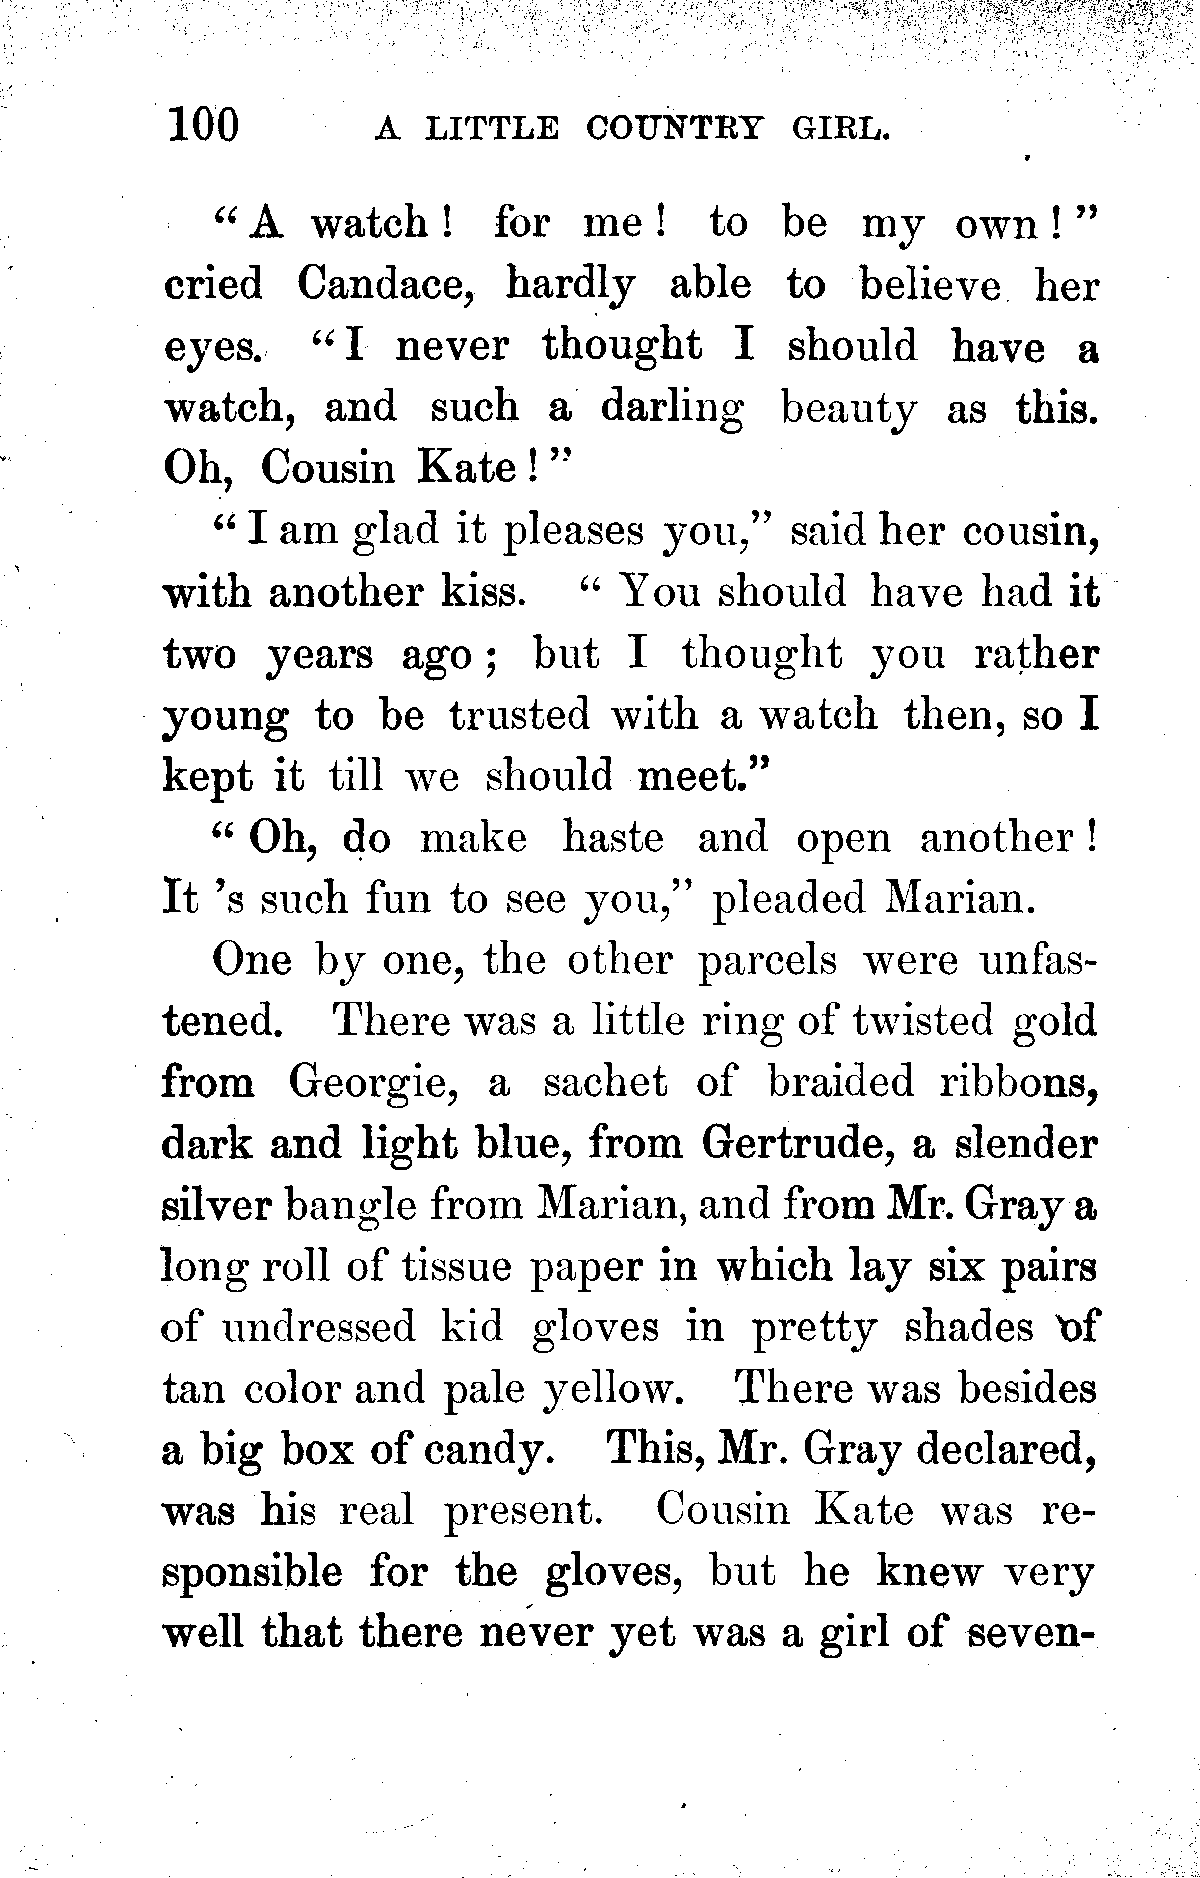 100 A LITTLE COUNTRY GIRL.
“A watch! for me! to be my own!”
cried Candace, hardly able to believe her
eyes. “I never thought I should have a
watch, and such a darling beauty as this.
Oh, Cousin Kate!”
“I am glad it pleases you,” said her cousin,
with another kiss. “You should have had it
two years ago; but I thought you rather
young to be trusted with a watch then, so I
kept it till we should meet.”
“Oh, do make haste and open another!
It ’s such fun to see you,” pleaded Marian.
One by one, the other parcels were unfas-
tened. There was a little ring of twisted gold
from Georgie, a sachet of braided ribbons,
dark and light blue, from Gertrude, a slender
silver bangle from Marian, and from Mr. Gray a
long roll of tissue paper in which lay six pairs
of undressed kid gloves in pretty shades of
tan color and pale yellow. There was besides
a big box of candy. This, Mr. Gray declared,
was his real present. Cousin Kate was re-
sponsible for the gloves, but he knew very
well that there never yet was a girl of seven-